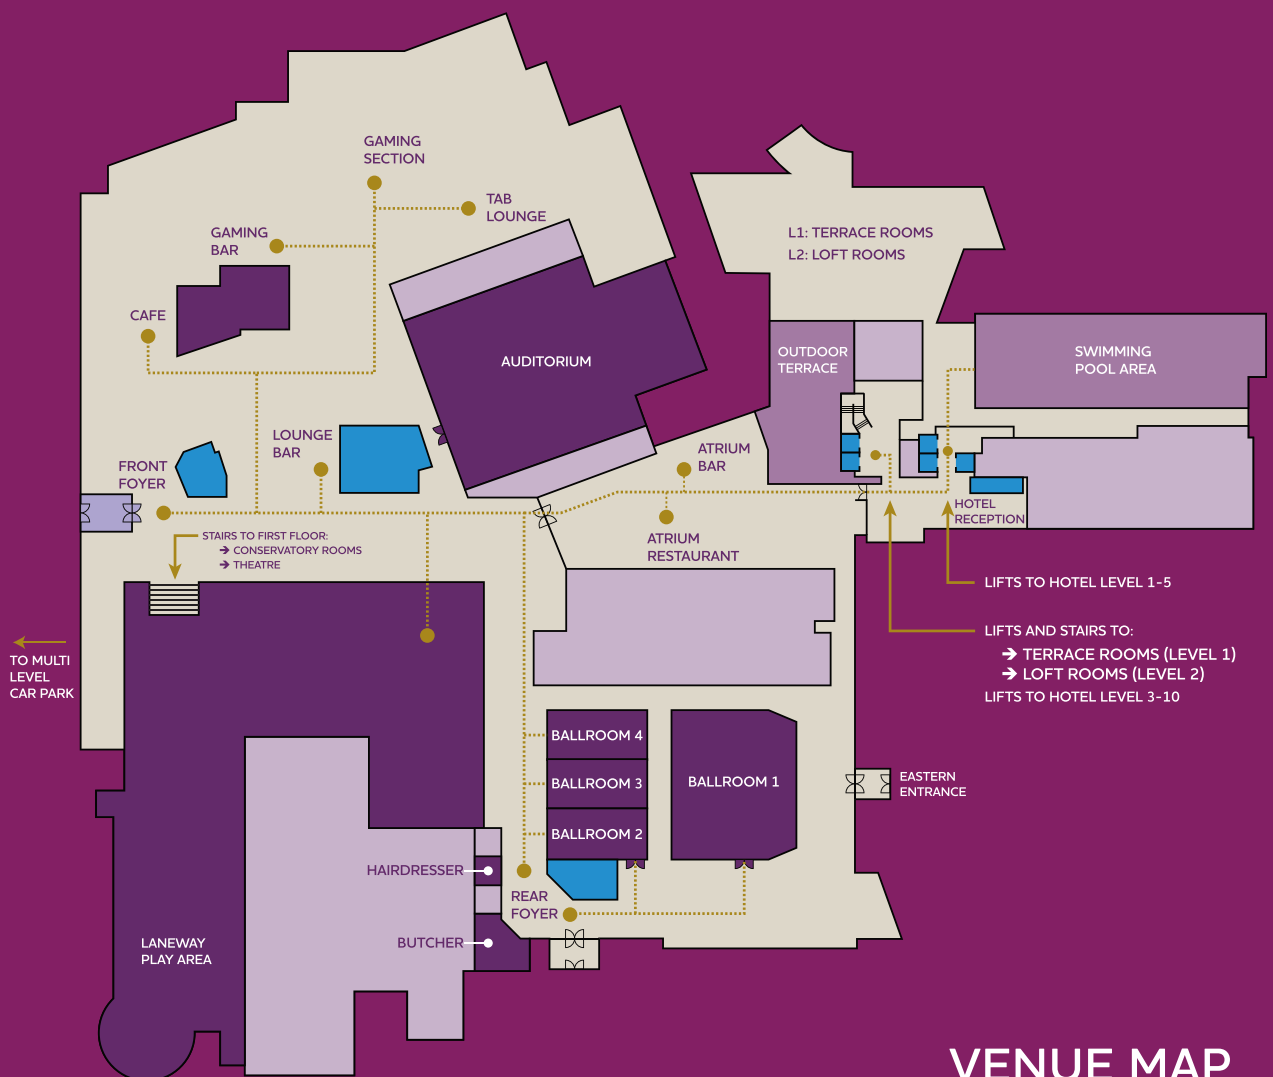 GAMING
SECTION
TAB
LOUNGE
GAMING
BAR
L1: TERRACE ROOMS
L2: LOFT ROOMS
CAFE
AUDITORIUM
OUTDOOR
TERRACE
SWIMMING
POOL AREA
LOUNGE
BAR
ATRIUM
BAR
FRONT
FOYER
HOTEL
RECEPTION
STAIRS TO FIRST FLOOR:
→ CONSERVATORY ROOMS
→ THEATRE
ATRIUM
RESTAURANT
LIFTS TO HOTEL LEVEL 1-5
LIFTS AND STAIRS TO:
→ TERRACE ROOMS (LEVEL 1)
→ LOFT ROOMS (LEVEL 2)
LIFTS TO HOTEL LEVEL 3-10
TO MULTI
LEVEL
CAR PARK
BALLROOM 4
BALLROOM 3
BALLROOM 2
BALLROOM 1
EASTERN
ENTRANCE
HAIRDRESSER
REAR
FOYER
BUTCHER
LANEWAY
PLAY AREA
VENUE MAP